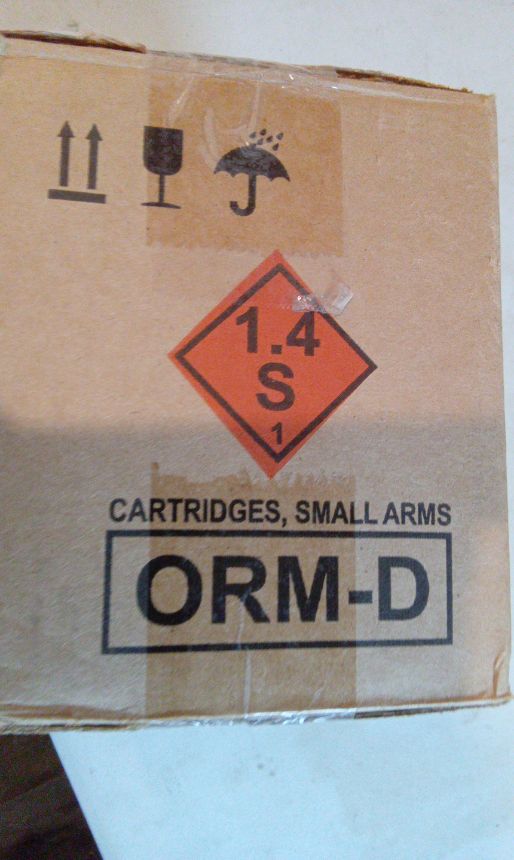 1.4
S
1
CARTRIDGES, SMALL ARMS
ORM-D